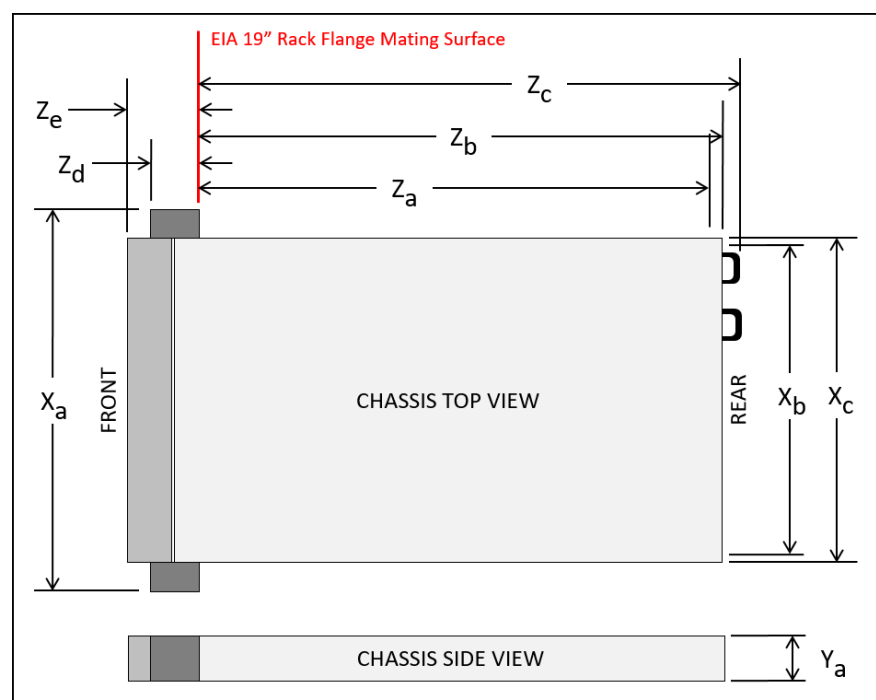 EIA 19” Rack Flange Mating Surface
Zc
Ze
Zb
Zd
Za
FRONT
CHASSIS TOP VIEW
REAR
Xa
Xb
Xc
CHASSIS SIDE VIEW
Ya